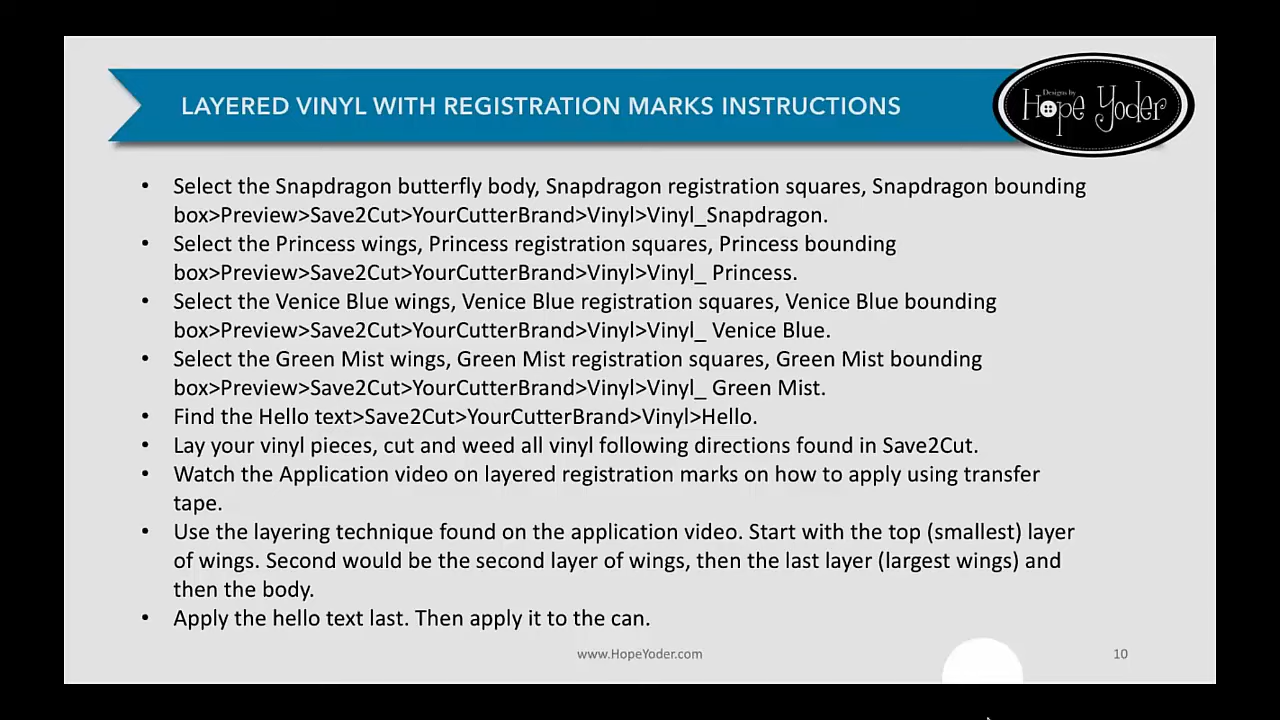 LAYERED VINYL WITH REGISTRATION MARKS INSTRUCTIONS
Designs by
Hope Yoder
• Select the Snapdragon butterfly body, Snapdragon registration squares, Snapdragon bounding
box>Preview>Save2Cut>YourCutterBrand>Vinyl>Vinyl_Snapdragon.
• Select the Princess wings, Princess registration squares, Princess bounding
box>Preview>Save2Cut>YourCutterBrand>Vinyl>Vinyl_ Princess.
• Select the Venice Blue wings, Venice Blue registration squares, Venice Blue bounding
box>Preview>Save2Cut>YourCutterBrand>Vinyl>Vinyl_ Venice Blue.
• Select the Green Mist wings, Green Mist registration squares, Green Mist bounding
box>Preview>Save2Cut>YourCutterBrand>Vinyl>Vinyl_ Green Mist.
• Find the Hello text>Save2Cut>YourCutterBrand>Vinyl>Hello.
• Lay your vinyl pieces, cut and weed all vinyl following directions found in Save2Cut.
• Watch the Application video on layered registration marks on how to apply using transfer
tape.
• Use the layering technique found on the application video. Start with the top (smallest) layer
of wings. Second would be the second layer of wings, then the last layer (largest wings) and
then the body.
• Apply the hello text last. Then apply it to the can.
www.HopeYoder.com
10